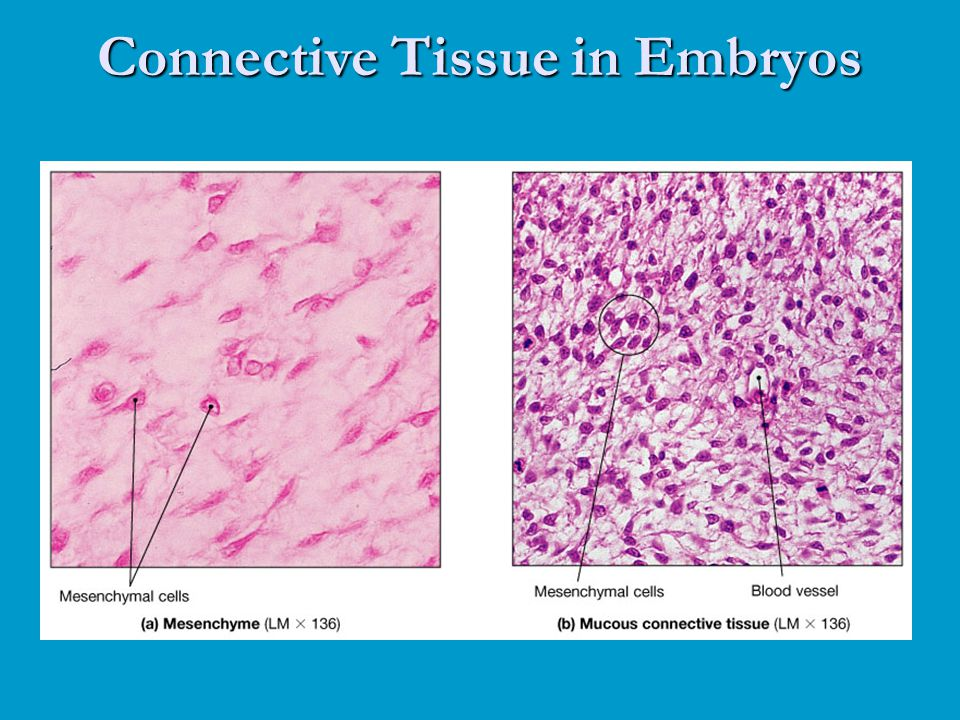 Connective Tissue in Embryos
Mesenchymal cells
(a) Mesenchyme (LM × 136)
Mesenchymal cells
Blood vessel
(b) Mucous connective tissue (LM × 136)